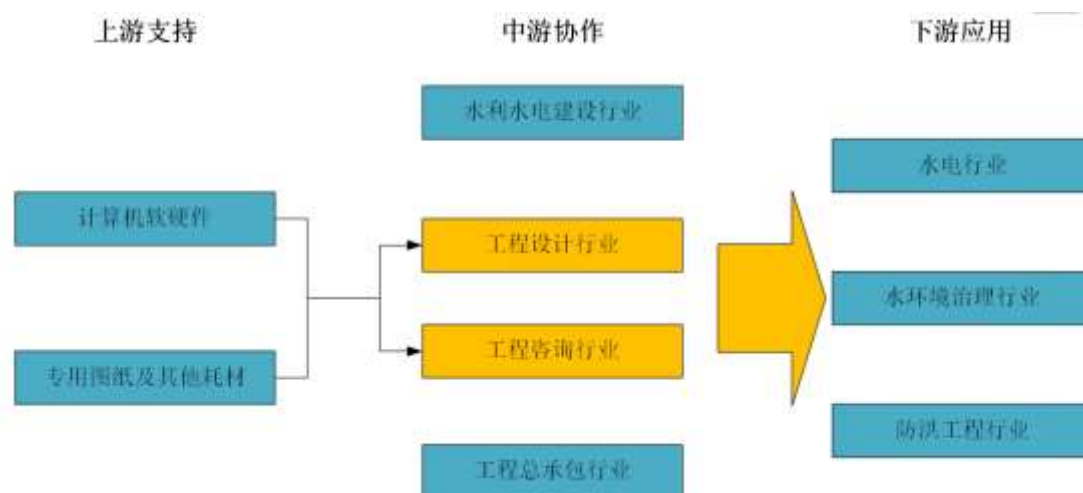 上游支持
中游协作
下游应用
水利水电建设行业
水电行业
计算机软硬件
工程设计行业
水环境治理行业
工程咨询行业
专用图纸及其他耗材
防洪工程行业
工程总承包行业